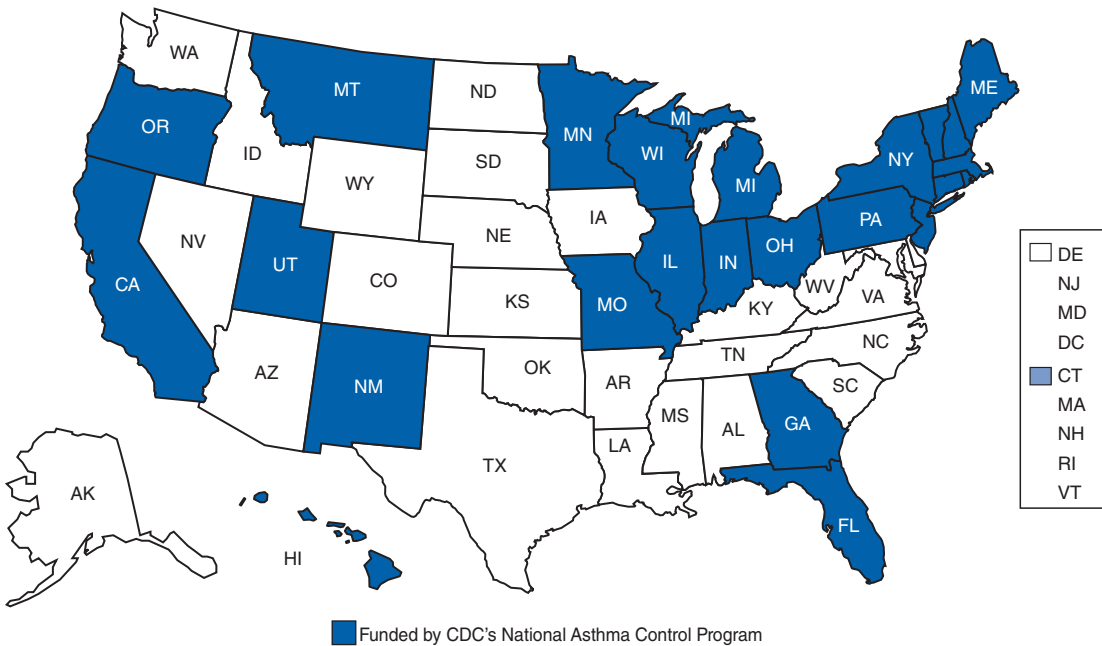 WA
MT
ND
OR
ID
MN
SD
WY
WI
MI
MI
NY
ME
NV
UT
CO
NE
IA
IL
IN
OH
PA
CA
KS
MO
KY
WV
VA
AZ
NM
OK
AR
TN
NC
SC
MS
AL
GA
LA
TX
FL
AK
HI
DE
NJ
MD
DC
CT
MA
NH
RI
VT
Funded by CDC's National Asthma Control Program